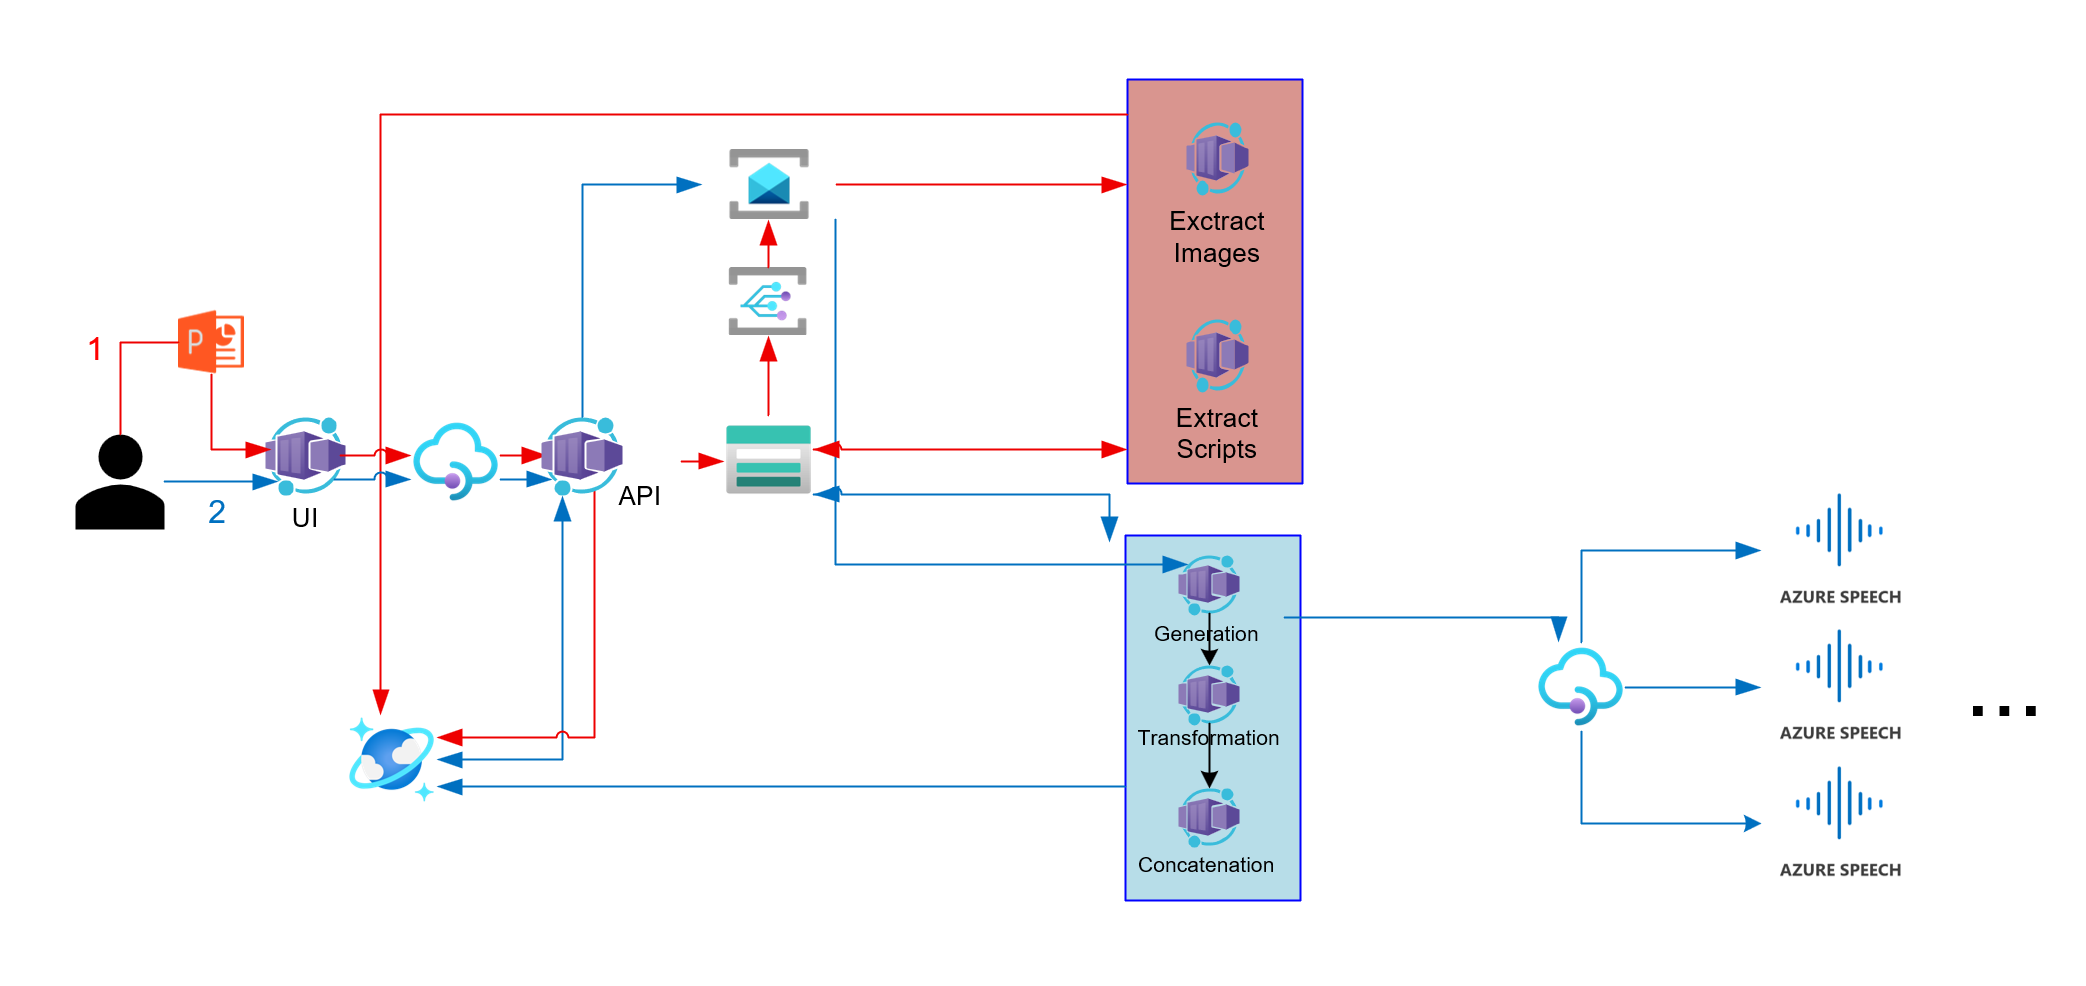 Exctract
Images
Extract
Scripts
1
P
2
UI
API
Generation
Transformation
Concatenation
AZURE SPEECH
AZURE SPEECH
AZURE SPEECH
...